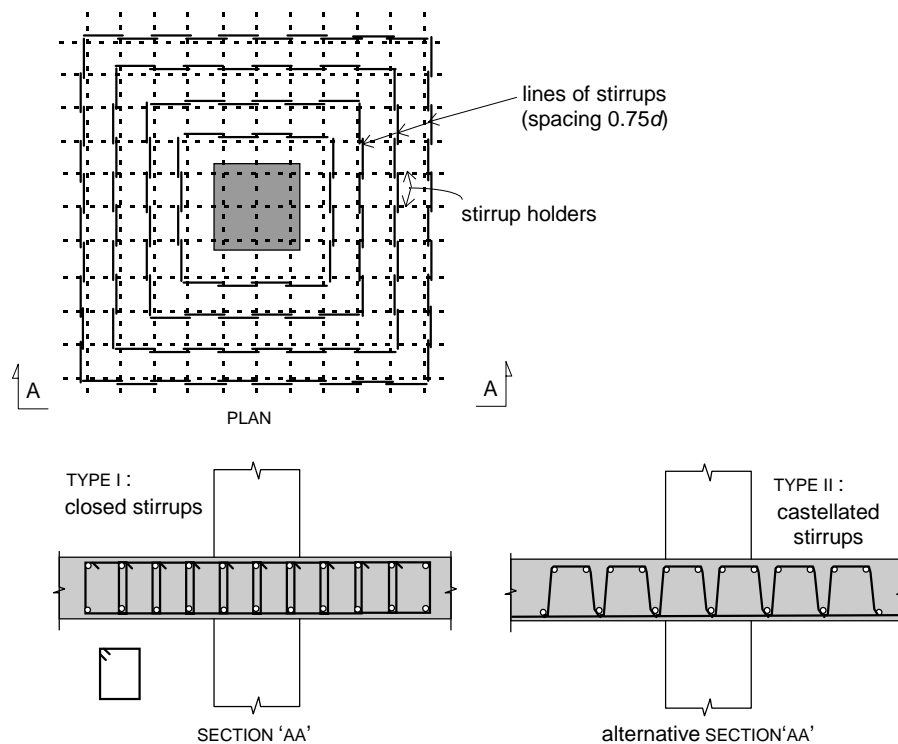 lines of stirrups
(spacing 0.75d)
stirrup holders
A
A
PLAN
TYPE I :
closed stirrups
TYPE II :
castellated
stirrups
SECTION ‘AA’
alternative SECTION‘AA’